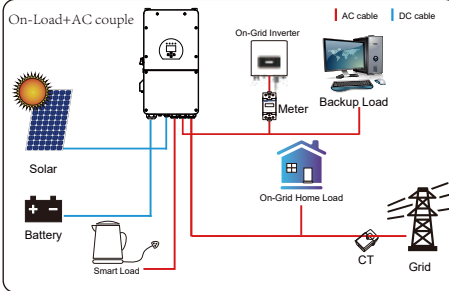 On-Load+AC couple
AC cable
DC cable
On-Grid Inverter
Meter
Backup Load
Solar
On-Grid Home Load
Battery
Smart Load
CT
Grid